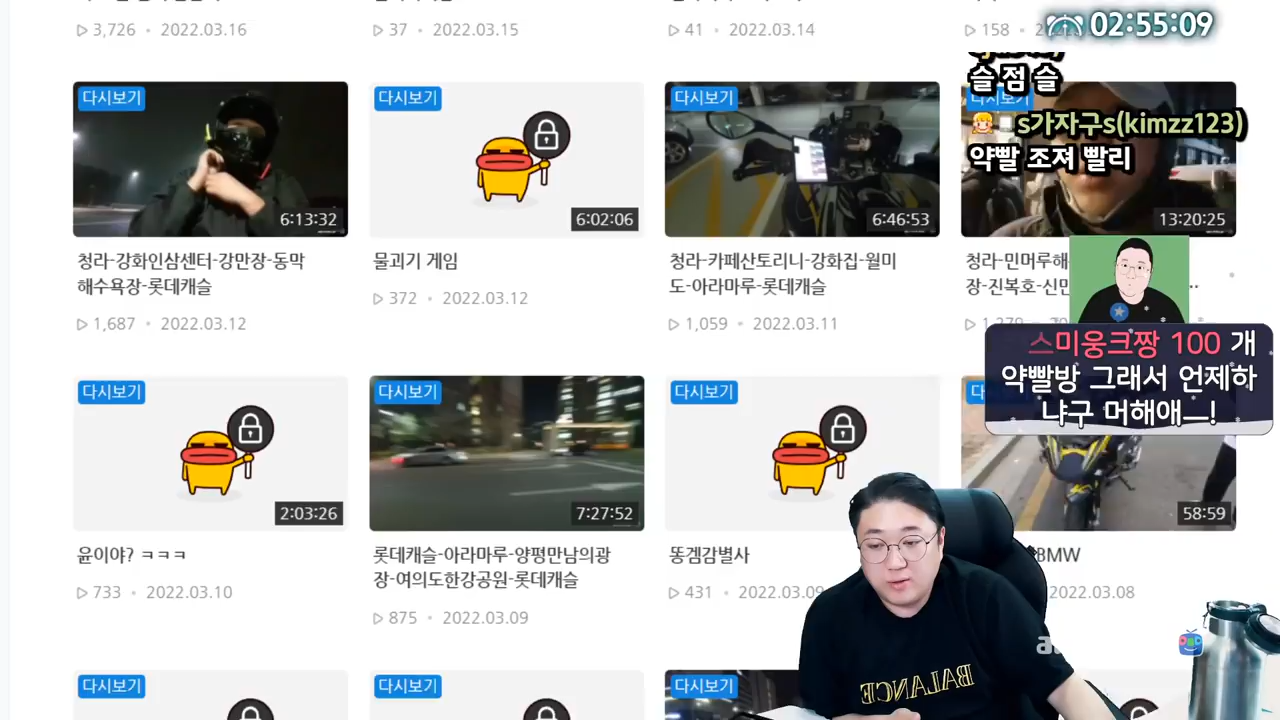 3,726 • 2022.03.16
37 • 2022.03.15
41 • 2022.03.14
158
02:55:09
슬 점 슬
s가자구s(kimzz123)
약빨 조져 빨리
다시보기
6:13:32
다시보기
6:02:06
다시보기
6:46:53
다시보기
13:20:25
청라-강화인삼센터-강만장-동막
해수욕장-롯데캐슬
1,687 • 2022.03.12
물괴기 게임
372 • 2022.03.12
청라-카페산토리니-강화집-월미
도-아라마루-롯데캐슬
1,059 • 2022.03.11
청라-민머루해
장-진복호-신민
스미웅크짱 100 개
약빨방 그래서 언제하
냐구 머해애ㅡ!
다시보기
2:03:26
다시보기
7:27:52
다시보기
58:59
윤이야? ㅋㅋㅋ
733 • 2022.03.10
롯데캐슬-아라마루-양평만남의광
장-여의도한강공원-롯데캐슬
875 • 2022.03.09
똥겜감별사
431 • 2022.03.09
BMW
2022.03.08
BALANCE
다시보기
다시보기
다시보기